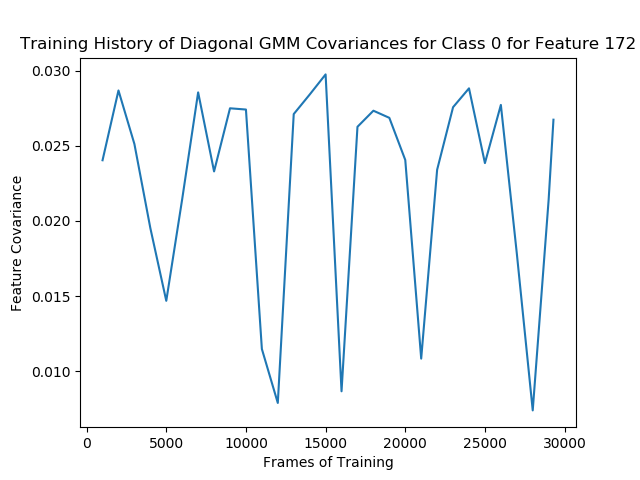 Training History of Diagonal GMM Covariances for Class 0 for Feature 172
0.030
0.025
0.020
0.015
0.010
Feature Covariance
0 5000 10000 15000 20000 25000 30000
Frames of Training